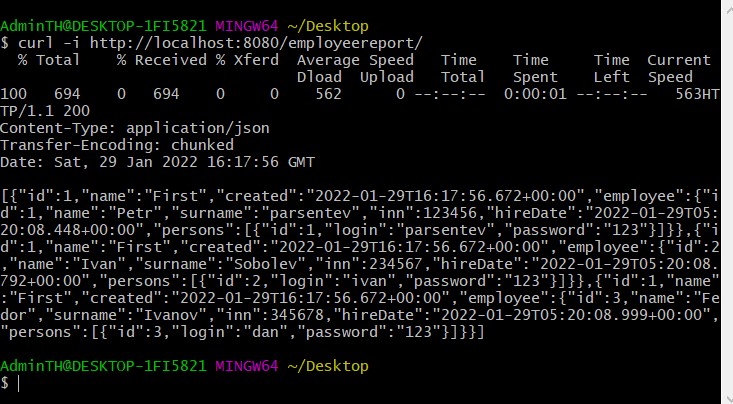 AdminTH@DESKTOP-1FI5821 MINGW64 ~/Desktop
$ curl -i http://localhost:8080/employeereport/
  % Total    % Received % Xferd  Average Speed   Time    Time     Time  Current
                                 Dload  Upload   Total   Spent    Left  Speed
100   694    0   694    0     0    562      0 --:--:--  0:00:01 --:--:--   563HT
TP/1.1 200
Content-Type: application/json
Transfer-Encoding: chunked
Date: Sat, 29 Jan 2022 16:17:56 GMT

[{"id":1,"name":"First","created":"2022-01-29T16:17:56.672+00:00","employee":{"i
d":1,"name":"Petr","surname":"parsentev","inn":123456,"hireDate":"2022-01-29T05:
20:08.448+00:00","persons":[{"id":1,"login":"parsentev","password":"123"}]}},{"i
d":1,"name":"First","created":"2022-01-29T16:17:56.672+00:00","employee":{"id":2
,"name":"Ivan","surname":"Sobolev","inn":234567,"hireDate":"2022-01-29T05:20:08.
792+00:00","persons":[{"id":2,"login":"ivan","password":"123"}]}},{"id":1,"name"
:"First","created":"2022-01-29T16:17:56.672+00:00","employee":{"id":3,"name":"Fe
dor","surname":"Ivanov","inn":345678,"hireDate":"2022-01-29T05:20:08.999+00:00",
"persons":[{"id":3,"login":"dan","password":"123"}]}}]

AdminTH@DESKTOP-1FI5821 MINGW64 ~/Desktop
$